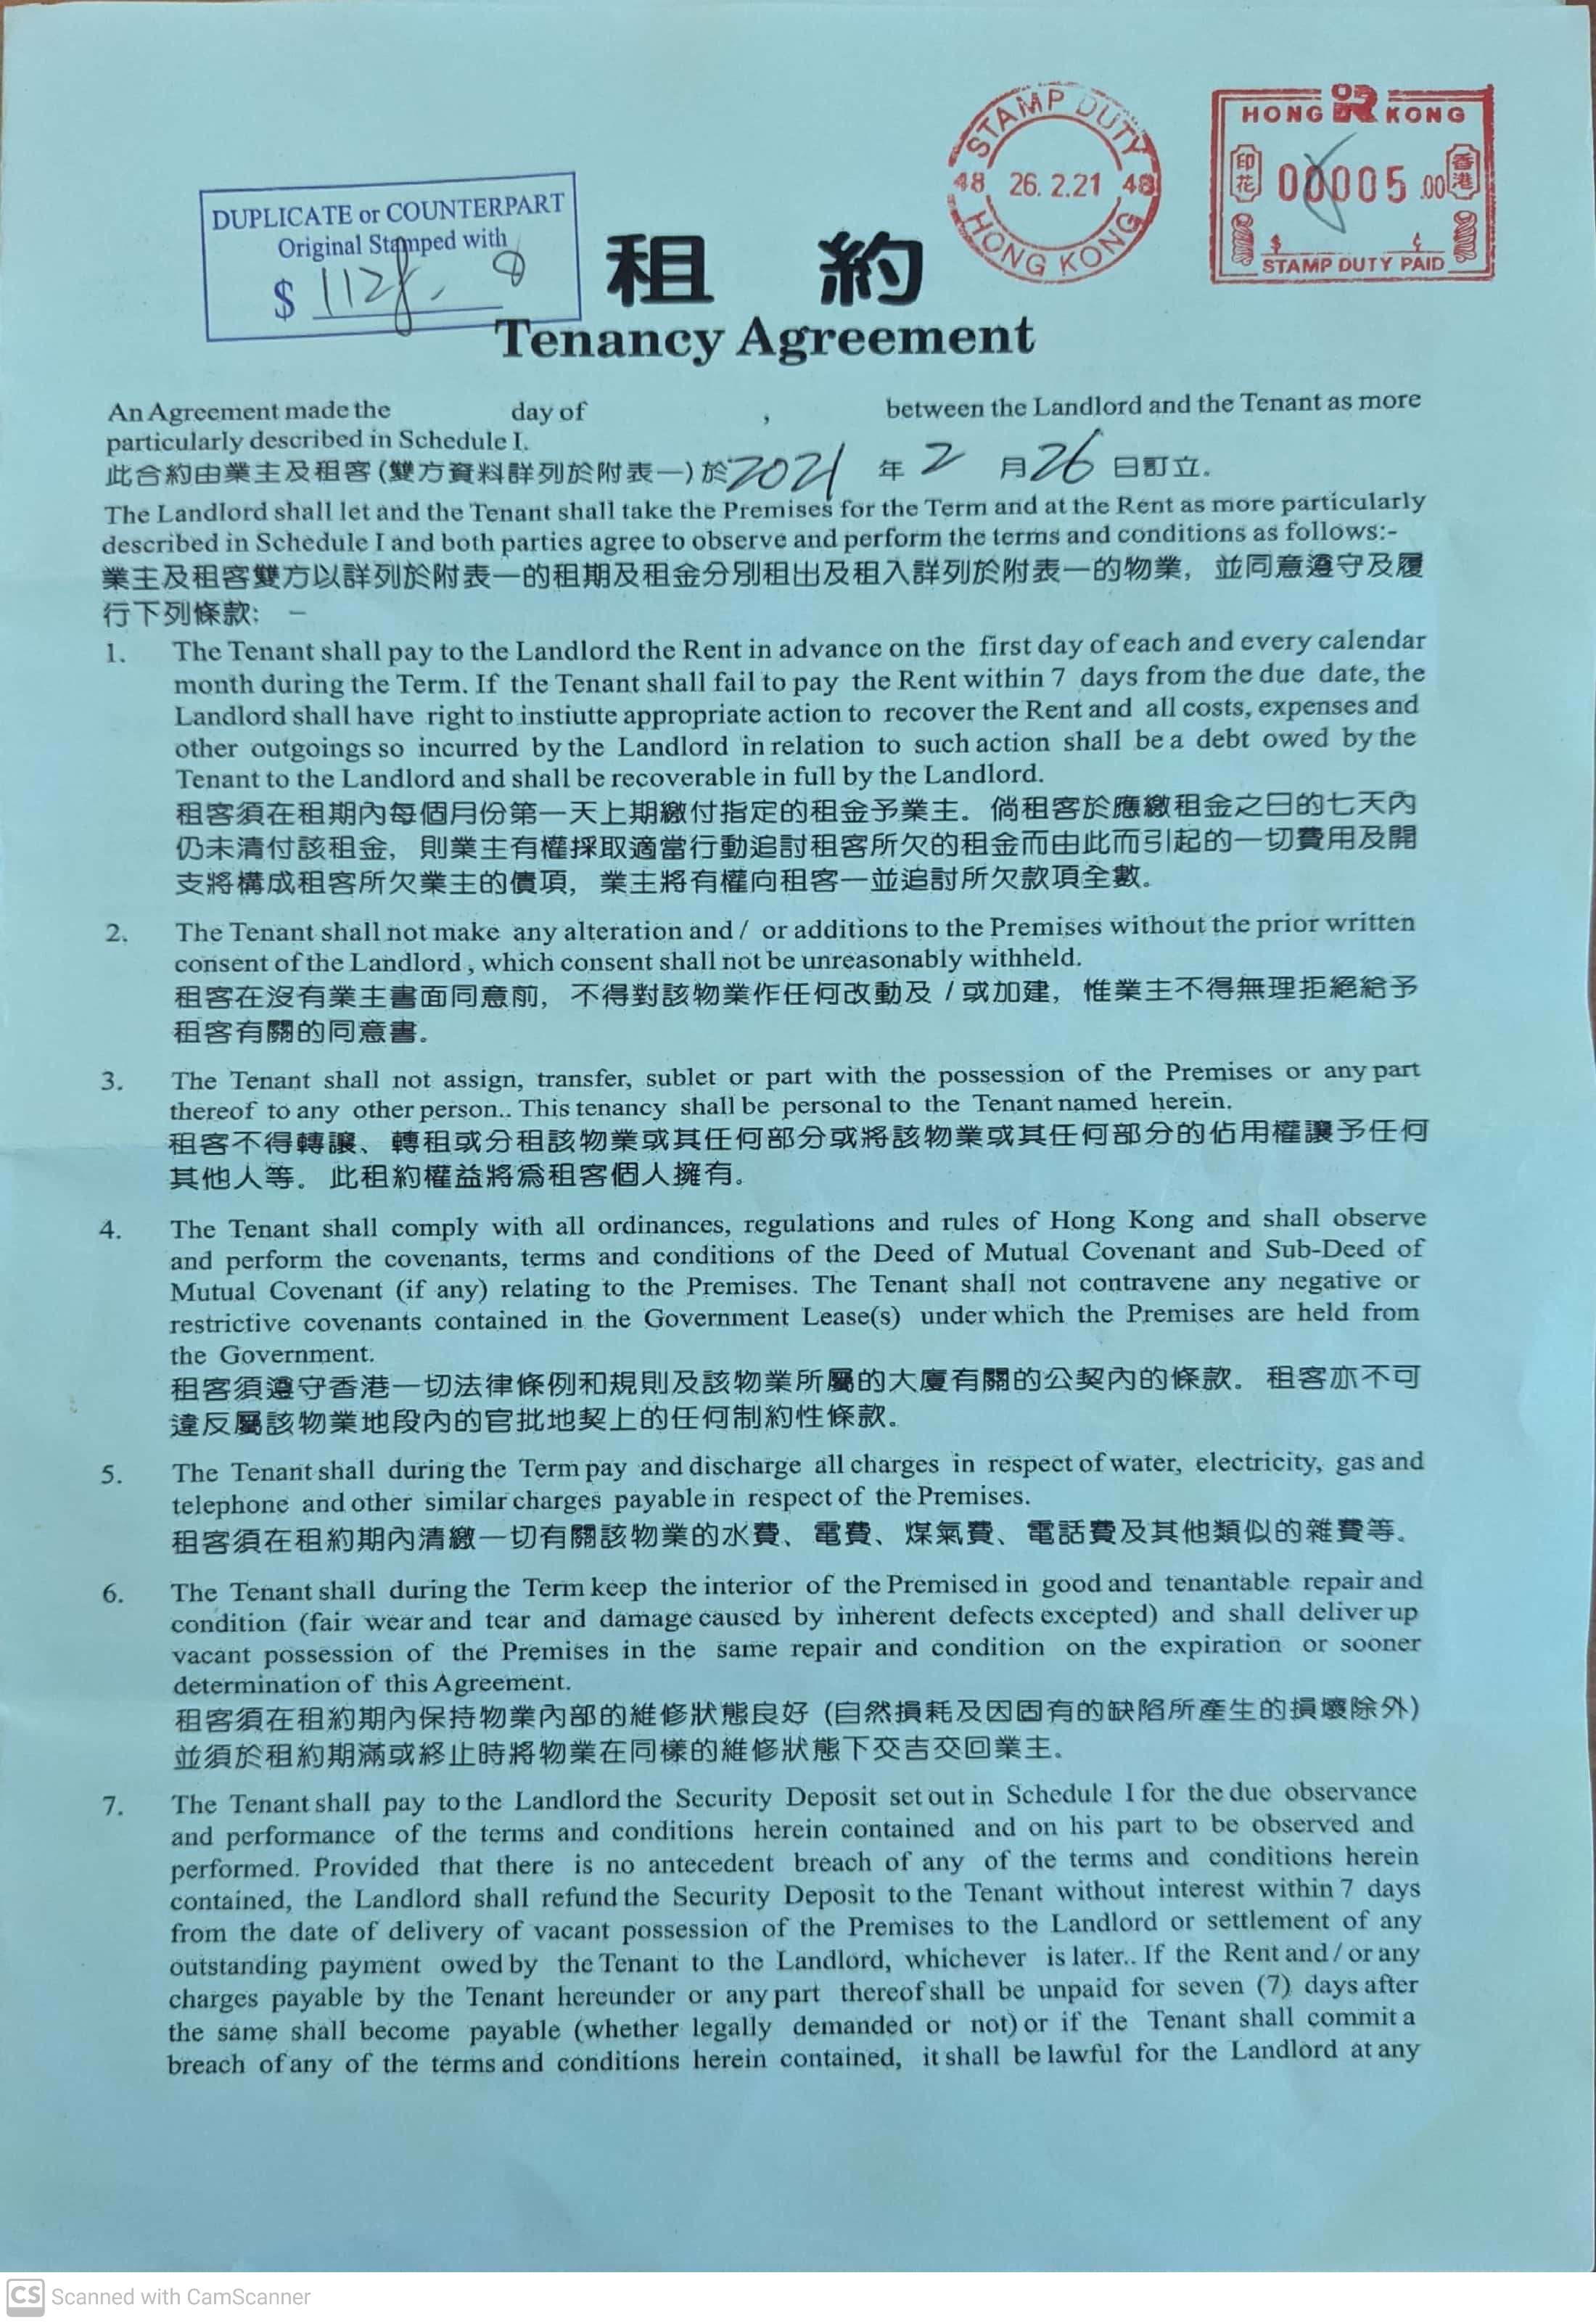 STAMP DUTY
48 26. 2.21 48
HONG KONG
HONG KONG
印花 00005.00 香港
$ ¢
STAMP DUTY PAID
DUPLICATE or COUNTERPART
Original Stamped with
$
租 約
Tenancy Agreement
An Agreement made the day of , between the Landlord and the Tenant as more
particularly described in Schedule I.
此合約由業主及租客(雙方資料詳列於附表一)於2021 年 2 月26 日訂立.
The Landlord shall let and the Tenant shall take the Premises for the Term and at the Rent as more particularly
described in Schedule I and both parties agree to observe and perform the terms and conditions as follows:-
業主及租客雙方以詳列於附表一的租期及租金分別租出及租入詳列於附表一的物業, 並同意遵守及履
行下列條款: –
1. The Tenant shall pay to the Landlord the Rent in advance on the first day of each and every calendar
month during the Term. If the Tenant shall fail to pay the Rent within 7 days from the due date, the
Landlord shall have right to instiutte appropriate action to recover the Rent and all costs, expenses and
other outgoings so incurred by the Landlord in relation to such action shall be a debt owed by the
Tenant to the Landlord and shall be recoverable in full by the Landlord.
租客須在租期內每個月份第一天上期繳付指定的租金予業主. 倘租客於應繳租金之日的七天內
仍未清付該租金, 則業主有權採取適當行動追討租客所欠的租金而由此而引起的一切費用及開
支將構成租客所欠業主的債項, 業主將有權向租客一並追討所欠款項全數.
2. The Tenant shall not make any alteration and / or additions to the Premises without the prior written
consent of the Landlord , which consent shall not be unreasonably withheld.
租客在沒有業主書面同意前, 不得對該物業作任何改動及 / 或加建, 惟業主不得無理拒絕給予
租客有關的同意書.
3. The Tenant shall not assign, transfer, sublet or part with the possession of the Premises or any part
thereof to any other person.. This tenancy shall be personal to the Tenant named herein.
租客不得轉讓、轉租或分租該物業或其任何部分或將該物業或其任何部分的佔用權讓予任何
其他人等. 此租約權益將為租客個人擁有.
4. The Tenant shall comply with all ordinances, regulations and rules of Hong Kong and shall observe
and perform the covenants, terms and conditions of the Deed of Mutual Covenant and Sub-Deed of
Mutual Covenant (if any) relating to the Premises. The Tenant shall not contravene any negative or
restrictive covenants contained in the Government Lease(s) under which the Premises are held from
the Government.
租客須遵守香港一切法律條例和規則及該物業所屬的大廈有關的公契內的條款. 租客亦不可
違反屬該物業地段內的官批地契上的任何制約性條款.
5. The Tenant shall during the Term pay and discharge all charges in respect of water, electricity, gas and
telephone and other similar charges payable in respect of the Premises.
租客須在租約期內清繳一切有關該物業的水費、電費、煤氣費、電話費及其他類似的雜費等.
6. The Tenant shall during the Term keep the interior of the Premised in good and tenantable repair and
condition (fair wear and tear and damage caused by inherent defects excepted) and shall deliver up
vacant possession of the Premises in the same repair and condition on the expiration or sooner
determination of this Agreement.
租客須在租約期內保持物業內部的維修狀態良好 (自然損耗及因固有的缺陷所產生的損壞除外)
並須於租約期滿或終止時將物業在同樣的維修狀態下交吉交回業主.
7. The Tenant shall pay to the Landlord the Security Deposit set out in Schedule I for the due observance
and performance of the terms and conditions herein contained and on his part to be observed and
performed. Provided that there is no antecedent breach of any of the terms and conditions herein
contained, the Landlord shall refund the Security Deposit to the Tenant without interest within 7 days
from the date of delivery of vacant possession of the Premises to the Landlord or settlement of any
outstanding payment owed by the Tenant to the Landlord, whichever is later.. If the Rent and / or any
charges payable by the Tenant hereunder or any part thereof shall be unpaid for seven (7) days after
the same shall become payable (whether legally demanded or not) or if the Tenant shall commit a
breach of any of the terms and conditions herein contained, it shall be lawful for the Landlord at any
CS Scanned with CamScanner